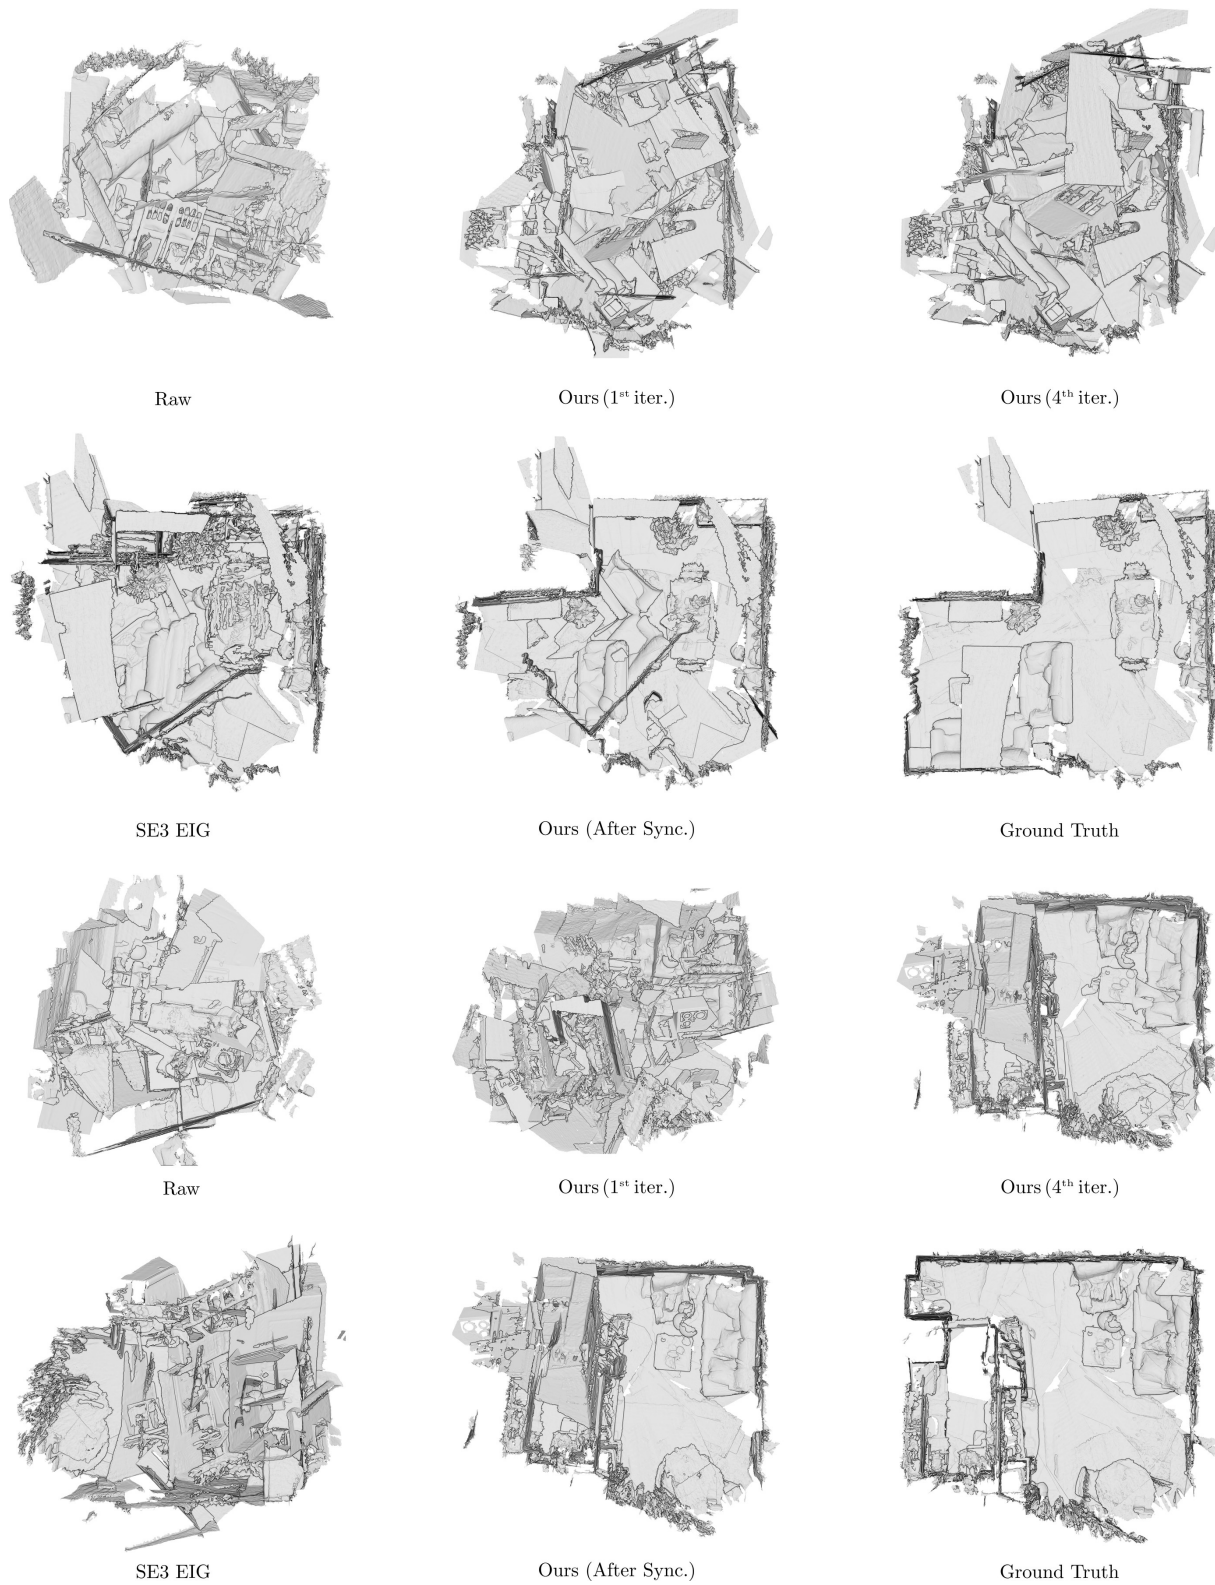 Raw
Ours (1st iter.)
Ours (4th iter.)
SE3 EIG
Ours (After Sync.)
Ground Truth
Raw
Ours (1st iter.)
Ours (4th iter.)
SE3 EIG
Ours (After Sync.)
Ground Truth